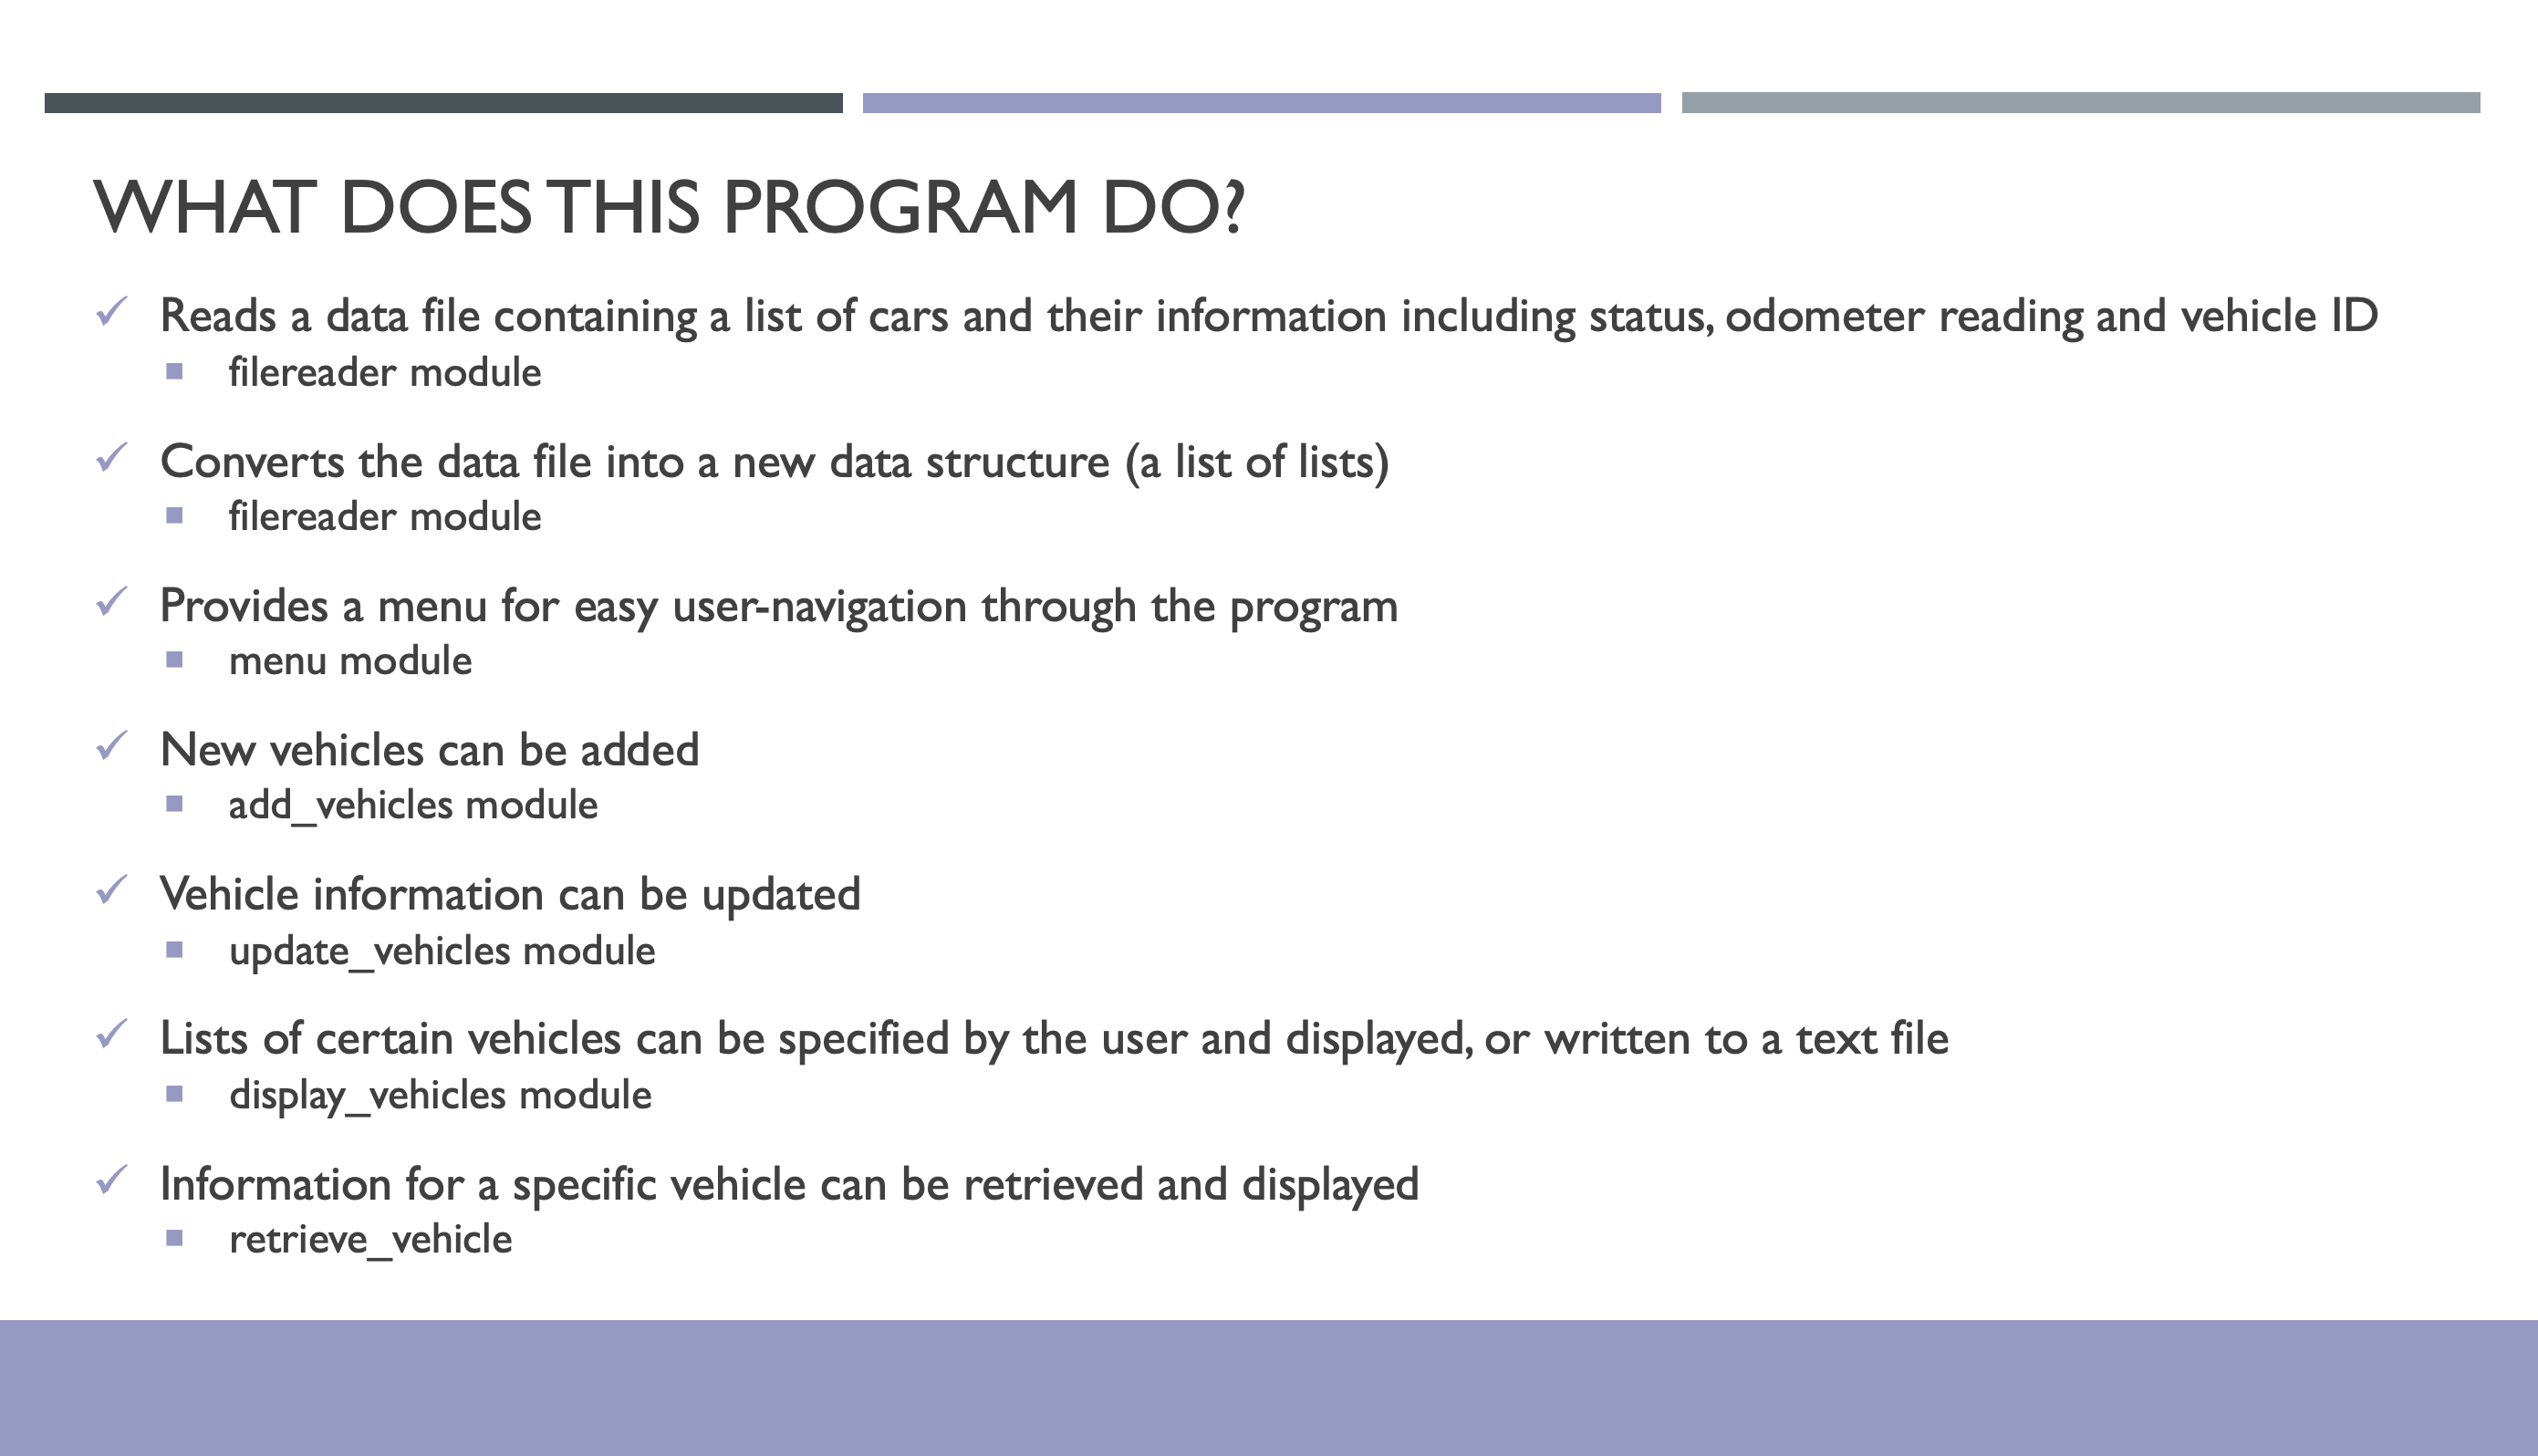 WHAT DOES THIS PROGRAM DO?
Reads a data file containing a list of cars and their information including status, odometer reading and vehicle ID
filereader module
Converts the data file into a new data structure (a list of lists)
filereader module
Provides a menu for easy user-navigation through the program
menu module
New vehicles can be added
add_vehicles module
Vehicle information can be updated
update_vehicles module
Lists of certain vehicles can be specified by the user and displayed, or written to a text file
display_vehicles module
Information for a specific vehicle can be retrieved and displayed
retrieve_vehicle